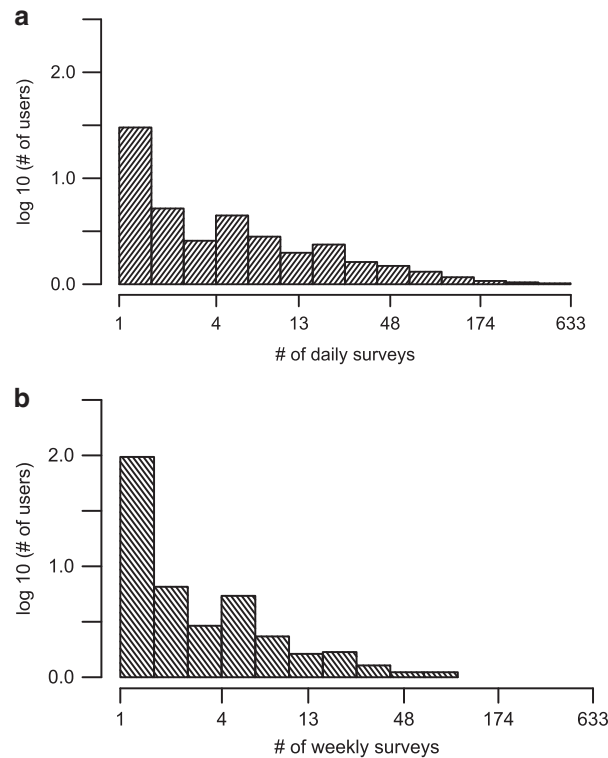 a
log 10 (# of users)
2.0
1.0
0.0
1 4 13 48 174 633
# of daily surveys
b
log 10 (# of users)
2.0
1.0
0.0
1 4 13 48 174 633
# of weekly surveys